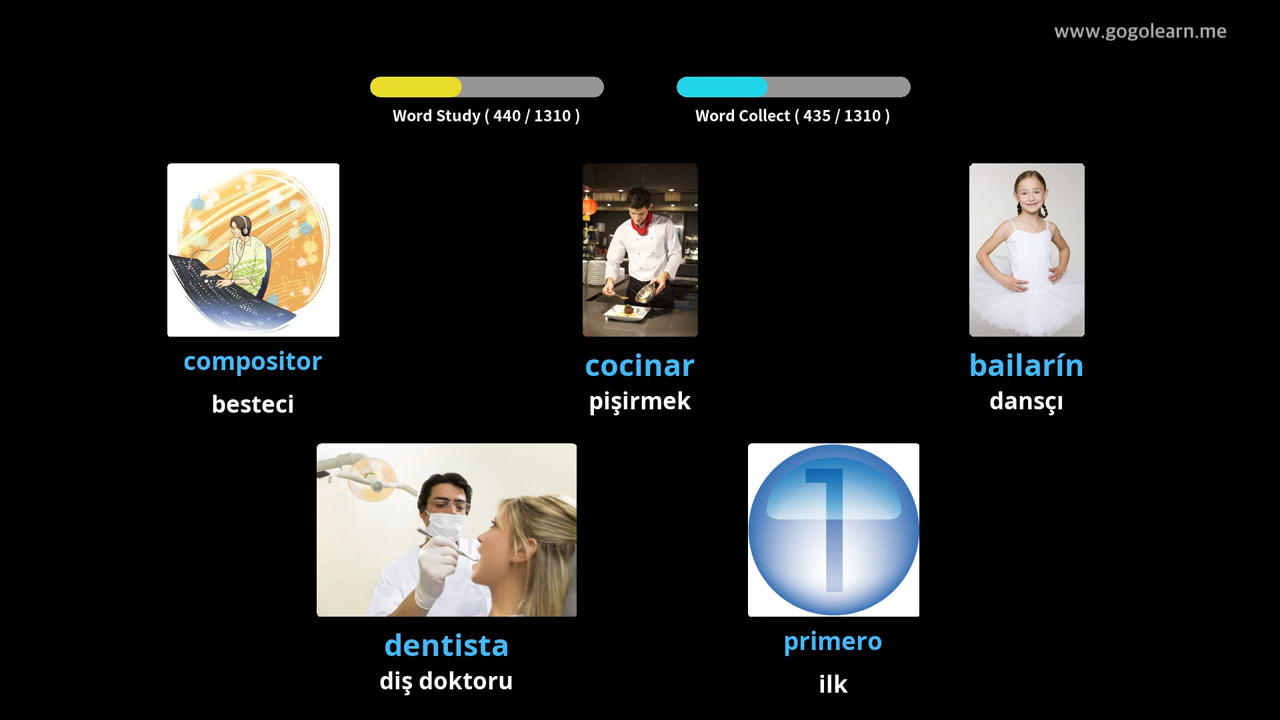 www.gogolearn.me
Word Study ( 440 / 1310 )
Word Collect ( 435 / 1310 )
compositor
besteci
cocinar
pişirmek
bailarín
dansçı
dentista
diş doktoru
primero
ilk